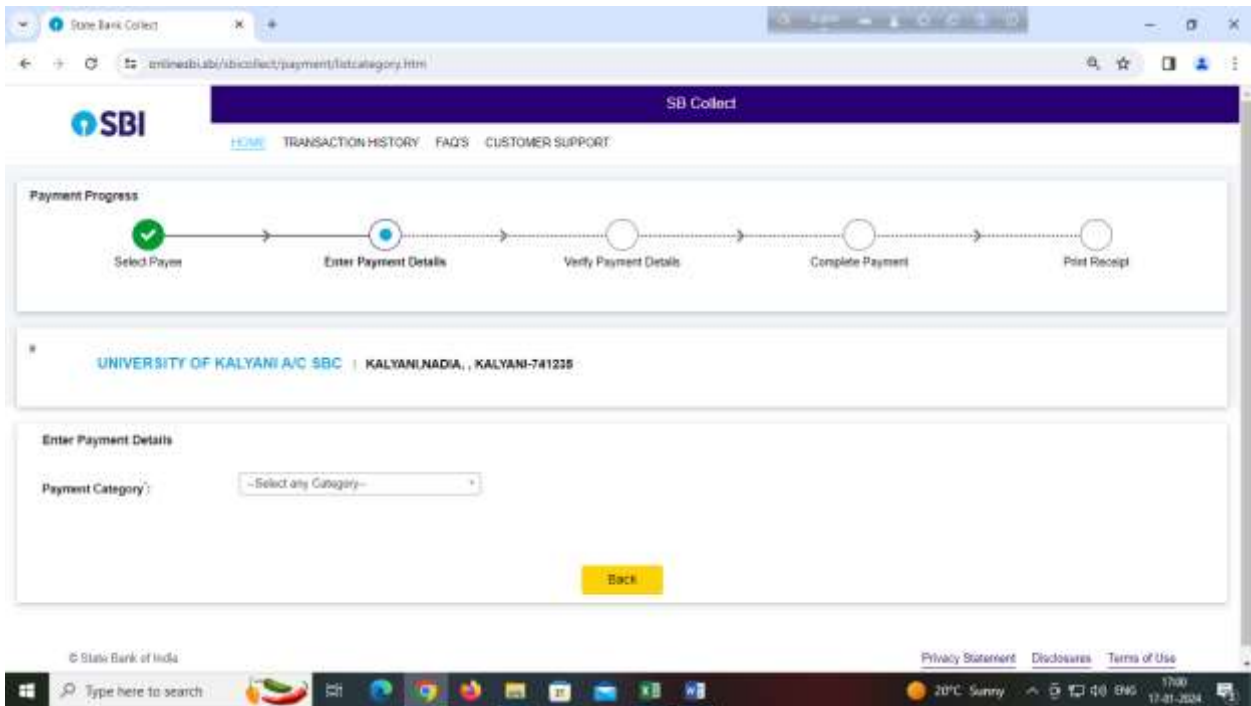 State Bank Collect
onlinesbi.sbi/sbicollect/payment/listcategory.htm
SBI
SB Collect
HOME TRANSACTION HISTORY FAQ'S CUSTOMER SUPPORT
Payment Progress
Select Payee Enter Payment Details Verify Payment Details Complete Payment Print Receipt
UNIVERSITY OF KALYANI A/C SBC | KALYANI,NADIA, , KALYANI-741235
Enter Payment Details
Payment Category*: --Select any Category--
Back
© State Bank of India
Privacy Statement Disclosures Terms of Use
Type here to search
20°C Sunny ENG 17:00
17-01-2024